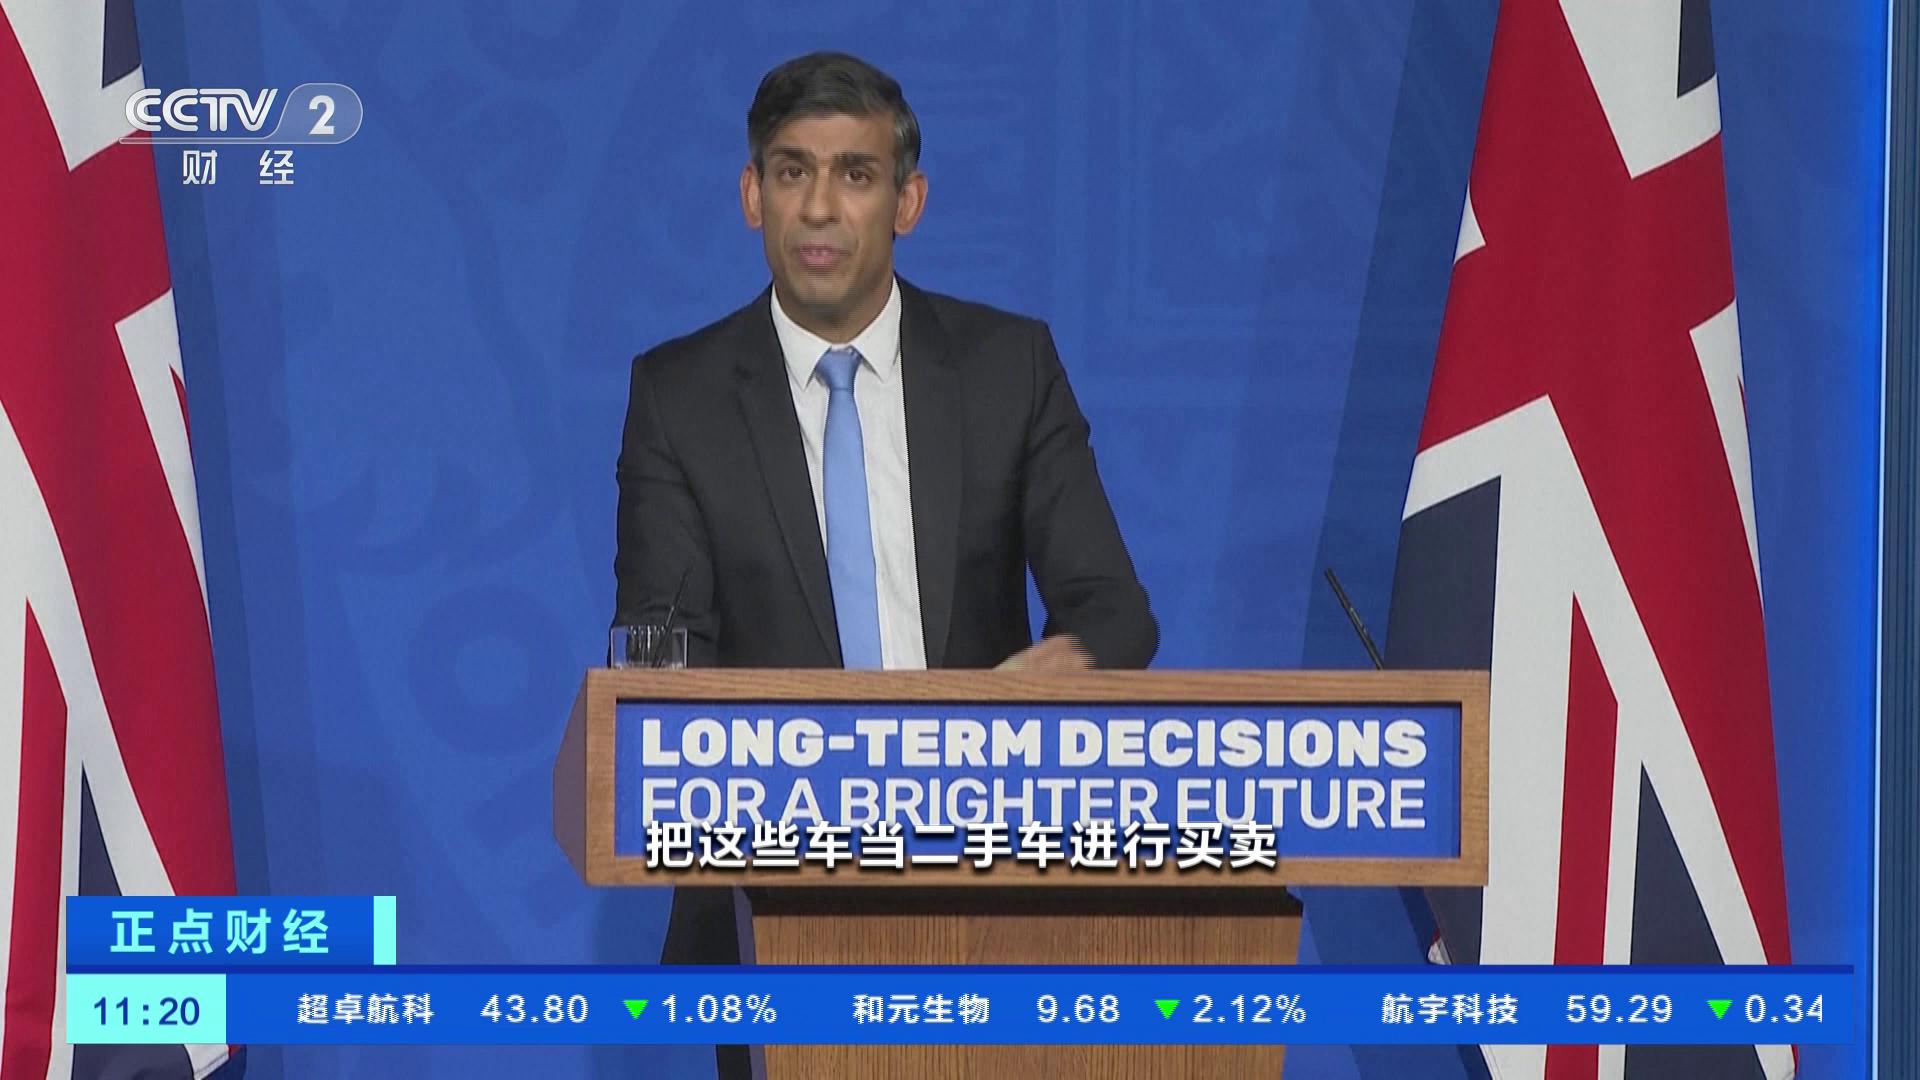 CCTV 2
财经
LONG-TERM DECISIONS
FOR A BRIGHTER FUTURE
把这些车当二手车进行买卖
正点财经
11:20 超卓航科 43.80 ▼1.08% 和元生物 9.68 ▼2.12% 航宇科技 59.29 ▼0.34